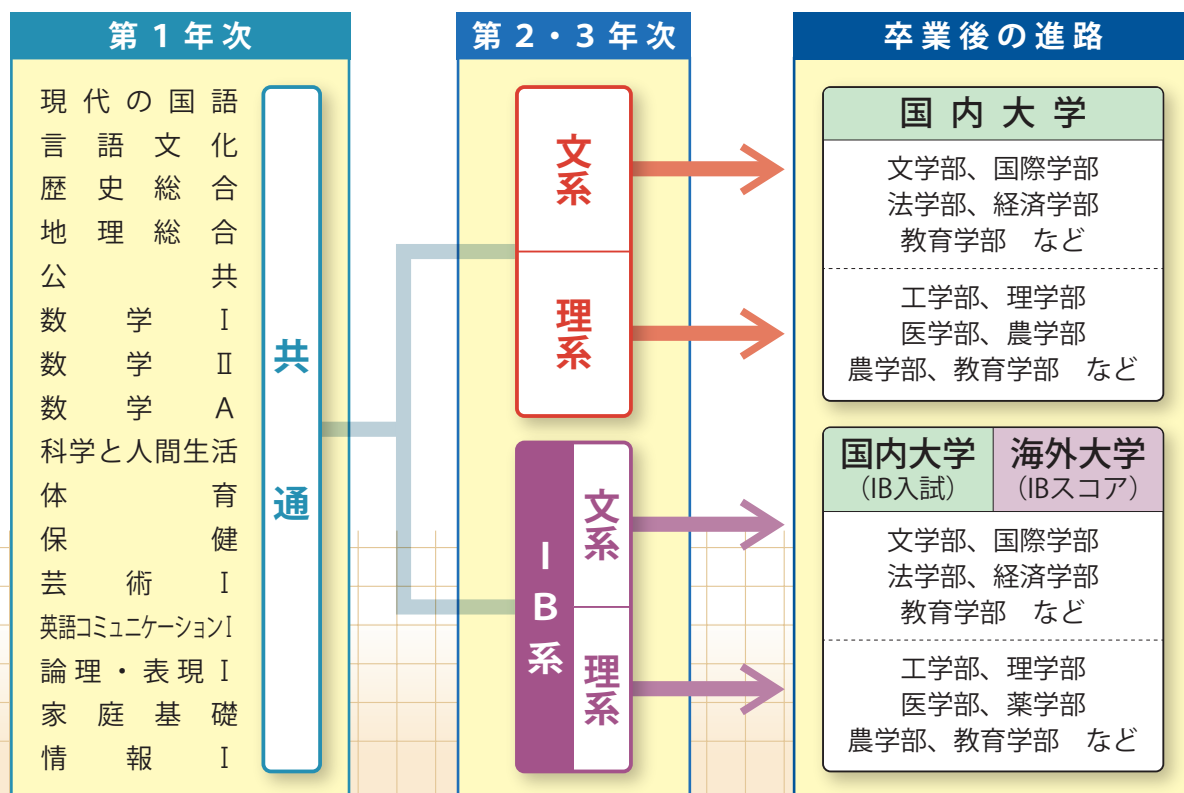 第1年次
現代の国語
言語文化
歴史総合
地理総合
公共
数学Ⅰ
数学Ⅱ
数学A
科学と人間生活
体育
保健
芸術Ⅰ
英語コミュニケーションⅠ
論理・表現Ⅰ
家庭基礎
情報Ⅰ
共通
第2・3年次
文系
理系
IB系
文系
理系
卒業後の進路
国内大学
文学部、国際学部
法学部、経済学部
教育学部 など
工学部、理学部
医学部、農学部
農学部、教育学部 など
国内大学
(IB入試)
海外大学
(IBスコア)
文学部、国際学部
法学部、経済学部
教育学部 など
工学部、理学部
医学部、薬学部
農学部、教育学部 など